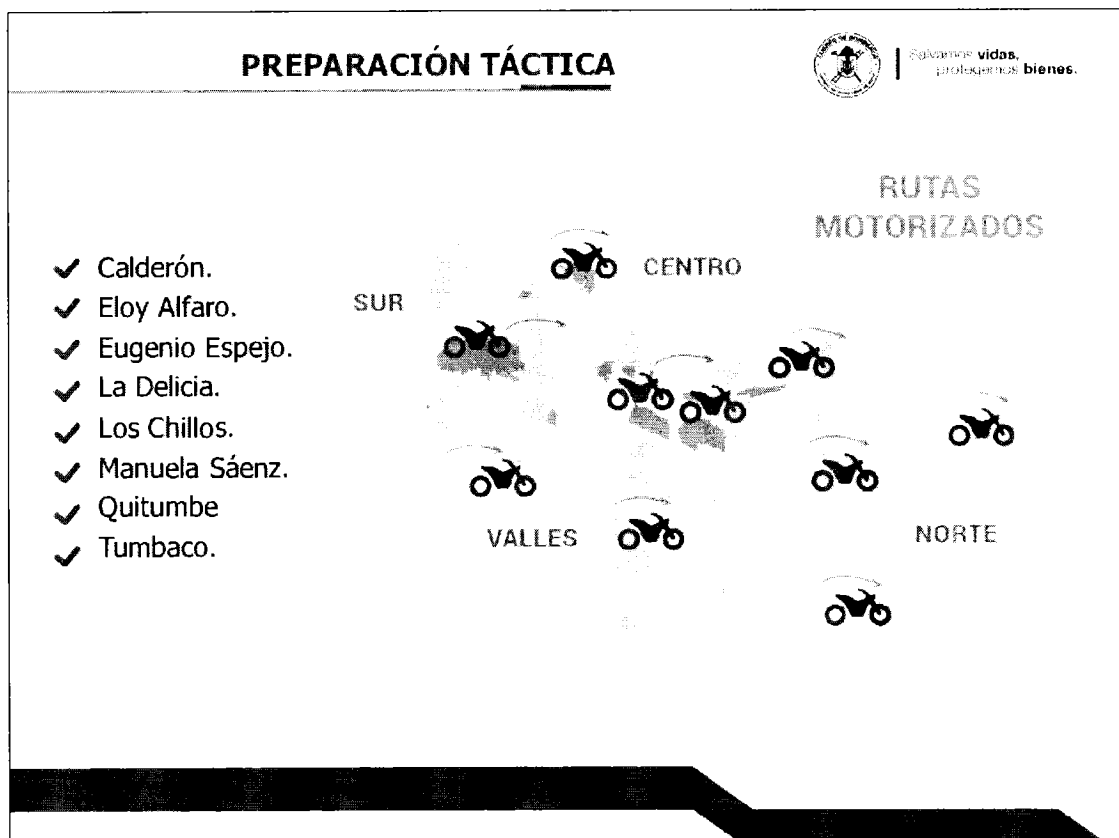 PREPARACIÓN TÁCTICA
Salvamos vidas,
protegemos bienes.
RUTAS
MOTORIZADOS
✓ Calderón.
✓ Eloy Alfaro.
✓ Eugenio Espejo.
✓ La Delicia.
✓ Los Chillos.
✓ Manuela Sáenz.
✓ Quitumbe
✓ Tumbaco.
SUR
CENTRO
VALLES
NORTE